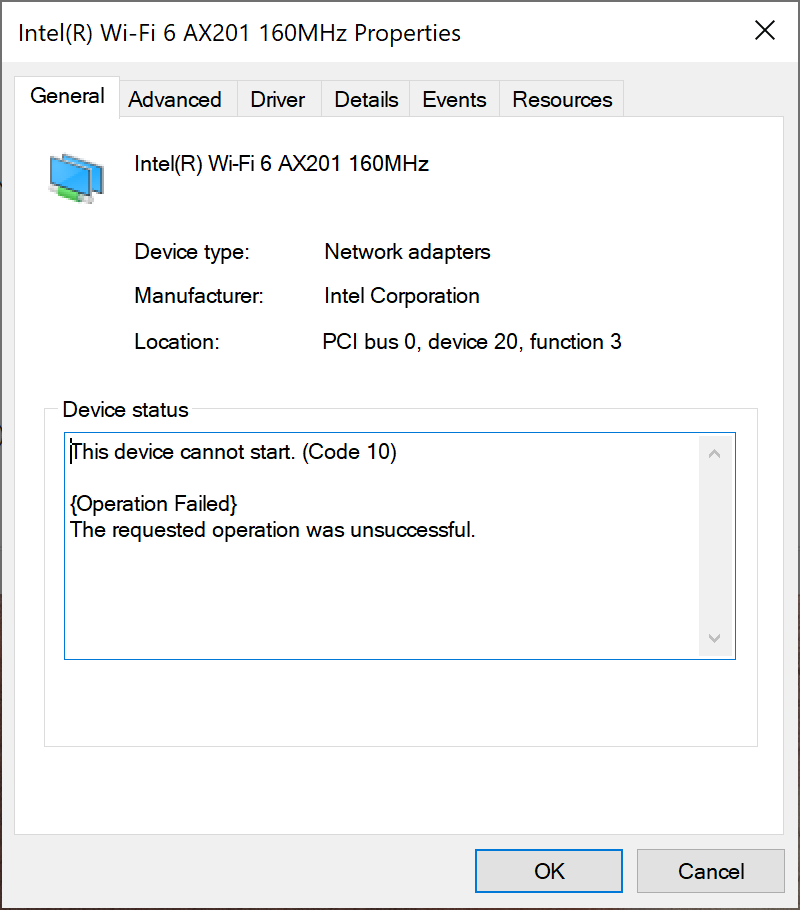 Intel(R) Wi-Fi 6 AX201 160MHz Properties
General Advanced Driver Details Events Resources
Intel(R) Wi-Fi 6 AX201 160MHz
Device type: Network adapters
Manufacturer: Intel Corporation
Location: PCI bus 0, device 20, function 3
Device status
This device cannot start. (Code 10)
{Operation Failed}
The requested operation was unsuccessful.
OK Cancel